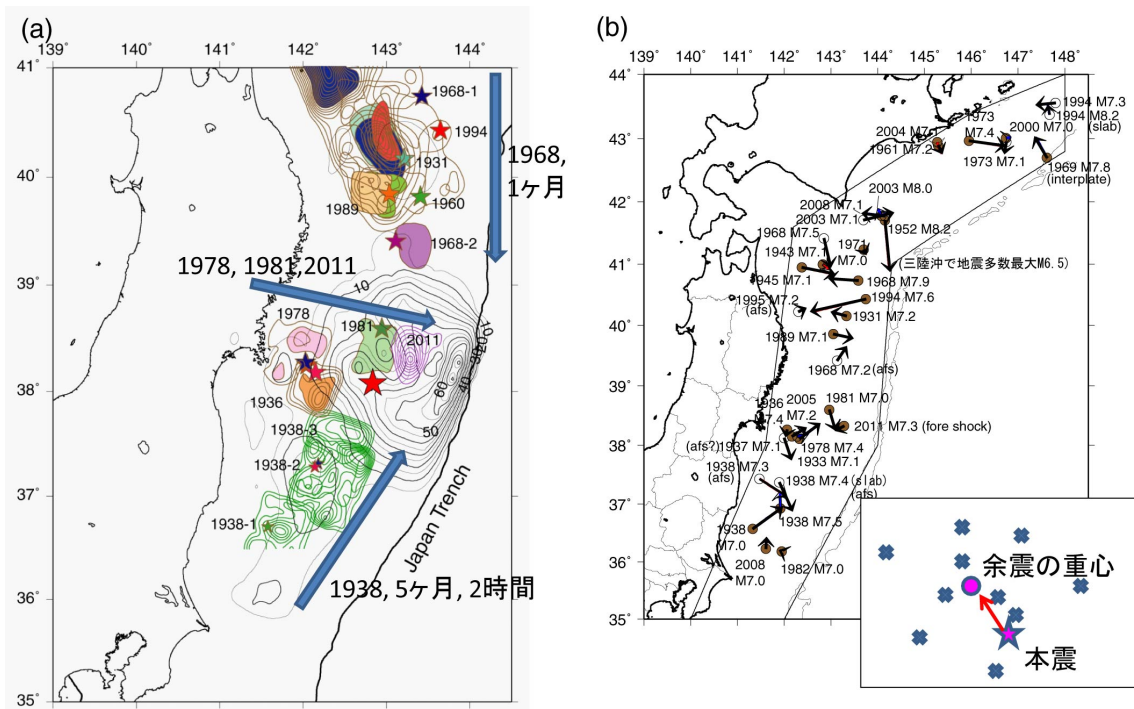 (a)
139˚ 140˚ 141˚ 142˚ 143˚ 144˚
41˚
40˚
39˚
38˚
37˚
36˚
35˚
1968-1
1994
1931
1989
1960
1968-2
1968,
1ヶ月
1978, 1981,2011
10
1978
1981
2011
10
20
30
40
60
50
1936
1938-3
1938-2
1938-1
Japan Trench
1938, 5ヶ月, 2時間
(b)
139˚ 140˚ 141˚ 142˚ 143˚ 144˚ 145˚ 146˚ 147˚ 148˚
44˚
43˚
42˚
41˚
40˚
39˚
38˚
37˚
36˚
35˚
1994 M7.3
1994 M8.2
(slab)
1973
M7.4
2000 M7.0
2004 M7.1
1961 M7.2
1973 M7.1
1969 M7.8
(interplate)
2003 M8.0
2008 M7.1
2003 M7.1
1952 M8.2
1968 M7.5
1971
M7.0
1943 M7.1
(三陸沖で地震多数最大M6.5)
1945 M7.1
1968 M7.9
1994 M7.6
1995 M7.2
(afs)
1931 M7.2
1989 M7.1
1968 M7.2 (afs)
1981 M7.0
1936
M7.4
2005
M7.2
2011 M7.3 (fore shock)
(afs?) 1937 M7.1
1978 M7.4
1933 M7.1
1938 M7.3
(afs)
1938 M7.4 (slab)
(afs)
1938 M7.5
1938
M7.0
2008
M7.0
1982 M7.0
余震の重心
本震